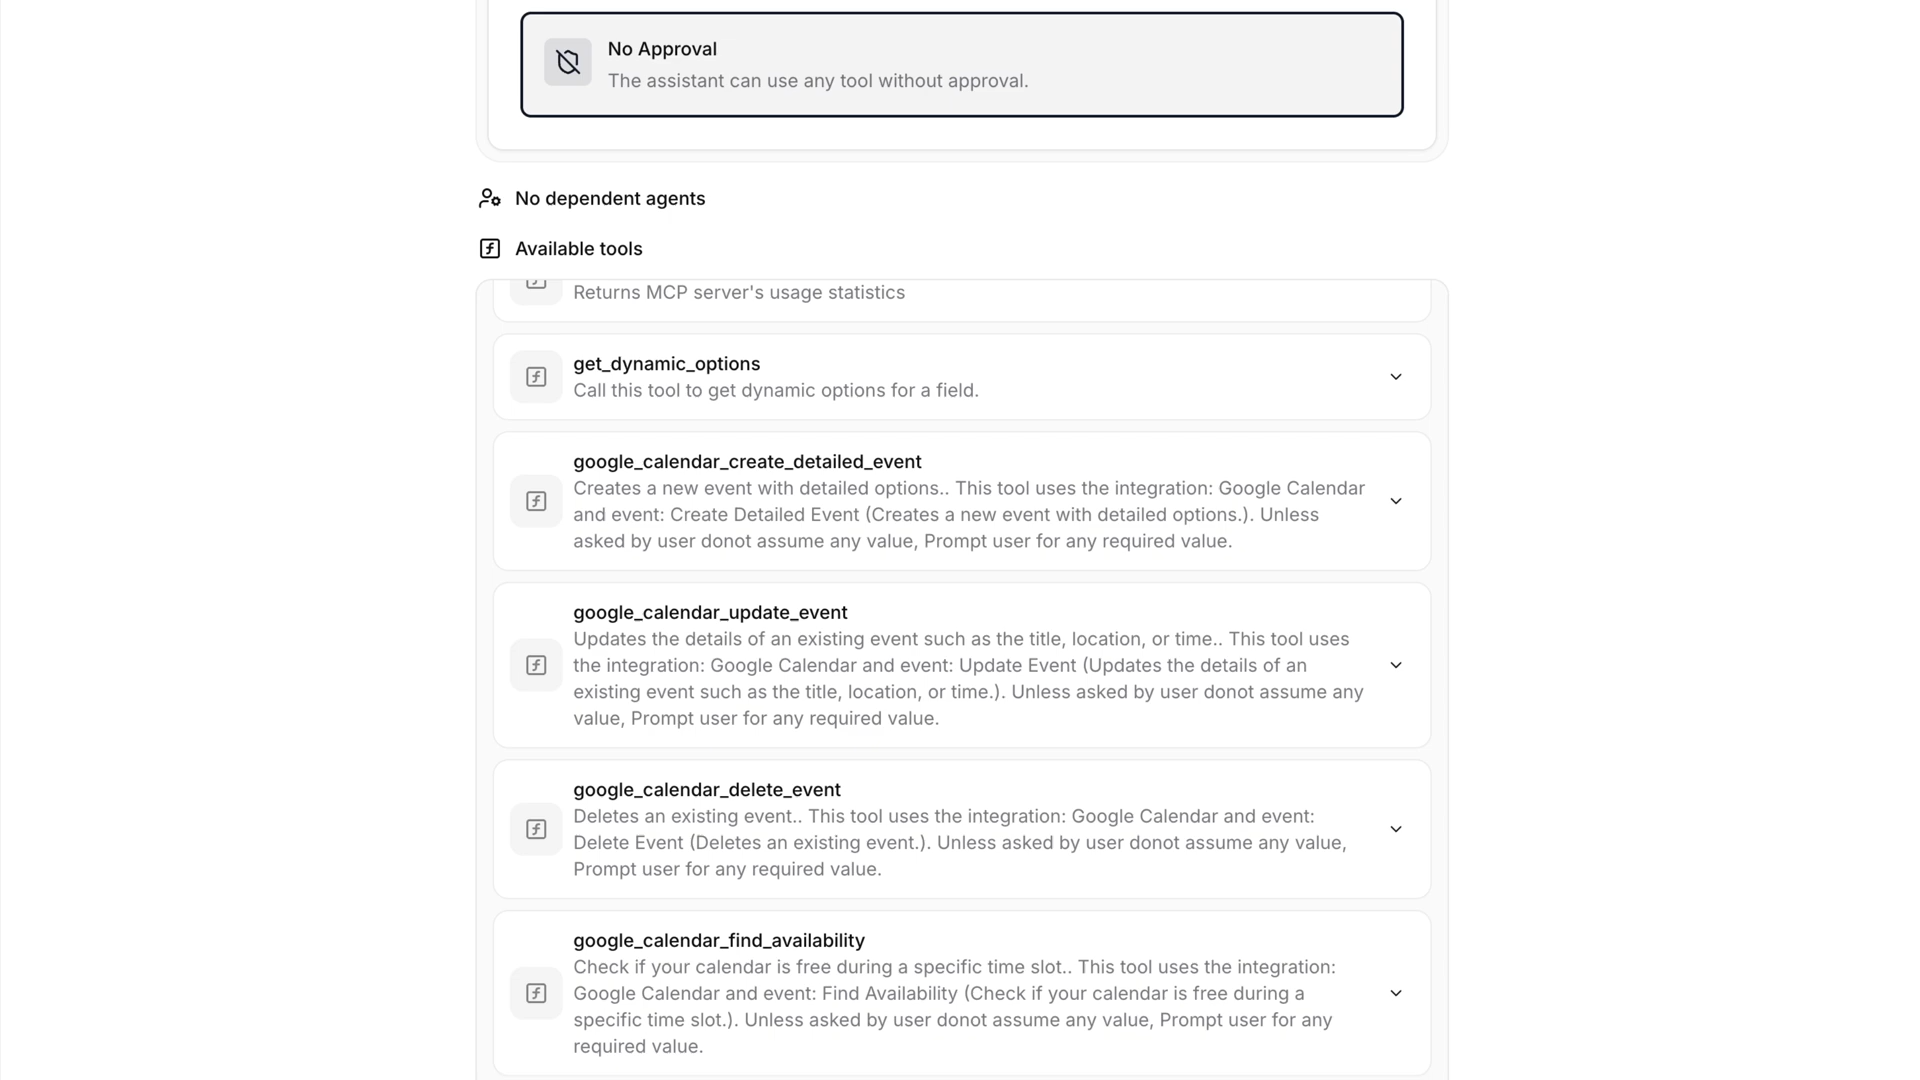 No Approval
The assistant can use any tool without approval.
No dependent agents
Available tools
Returns MCP server's usage statistics
get_dynamic_options
Call this tool to get dynamic options for a field.
google_calendar_create_detailed_event
Creates a new event with detailed options.. This tool uses the integration: Google Calendar
and event: Create Detailed Event (Creates a new event with detailed options.). Unless
asked by user donot assume any value, Prompt user for any required value.
google_calendar_update_event
Updates the details of an existing event such as the title, location, or time.. This tool uses
the integration: Google Calendar and event: Update Event (Updates the details of an
existing event such as the title, location, or time.). Unless asked by user donot assume any
value, Prompt user for any required value.
google_calendar_delete_event
Deletes an existing event.. This tool uses the integration: Google Calendar and event:
Delete Event (Deletes an existing event.). Unless asked by user donot assume any value,
Prompt user for any required value.
google_calendar_find_availability
Check if your calendar is free during a specific time slot.. This tool uses the integration:
Google Calendar and event: Find Availability (Check if your calendar is free during a
specific time slot.). Unless asked by user donot assume any value, Prompt user for any
required value.